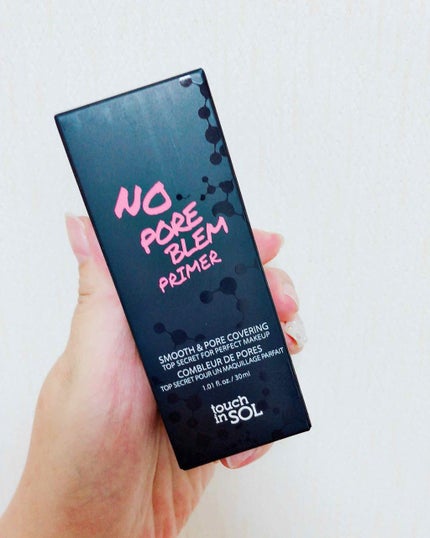 NO
PORE
BLEM
PRIMER
SMOOTH & PORE COVERING
TOP SECRET FOR PERFECT MAKEUP
COMBLEUR DE PORES
TOP SECRET POUR UN MAQUILLAGE PARFAIT
1.01 fl. oz. / 30ml
touch
in SOL